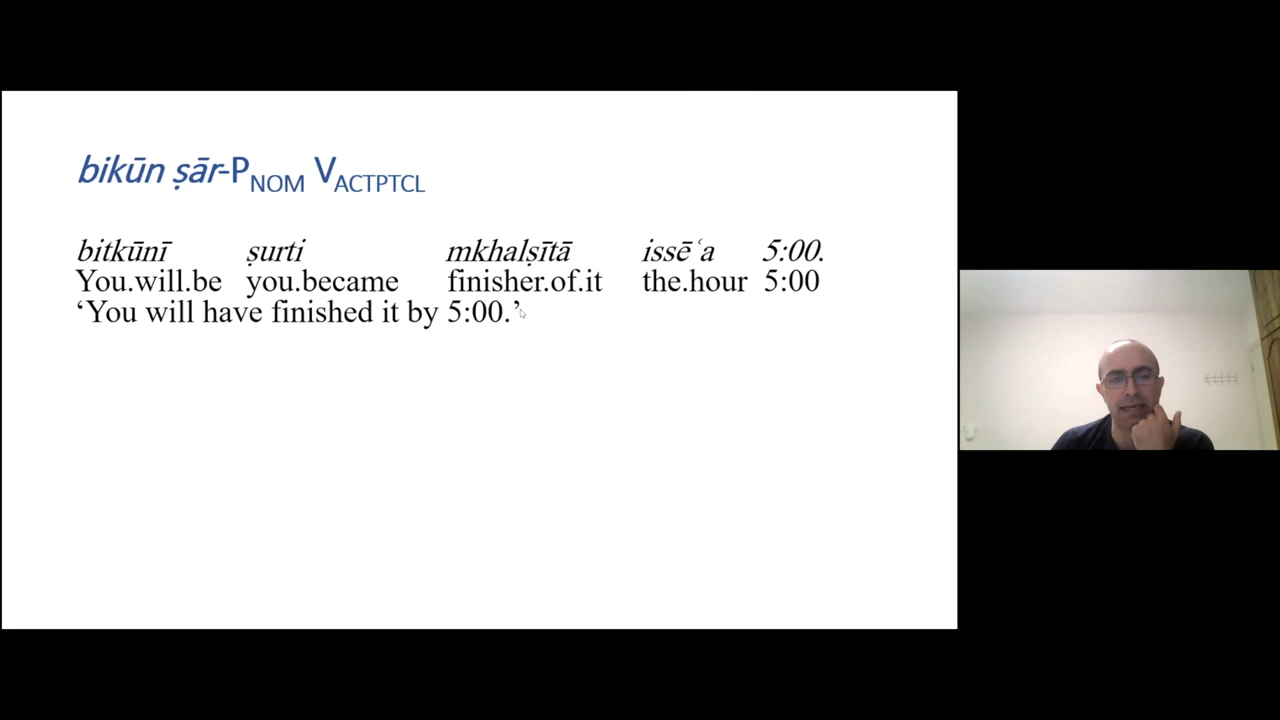 bikūn ṣār-PNOM VACTPTCL
bitkūnī ṣurti mkhalṣītā issēʿa 5:00.
You.will.be you.became finisher.of.it the.hour 5:00
‘You will have finished it by 5:00.’